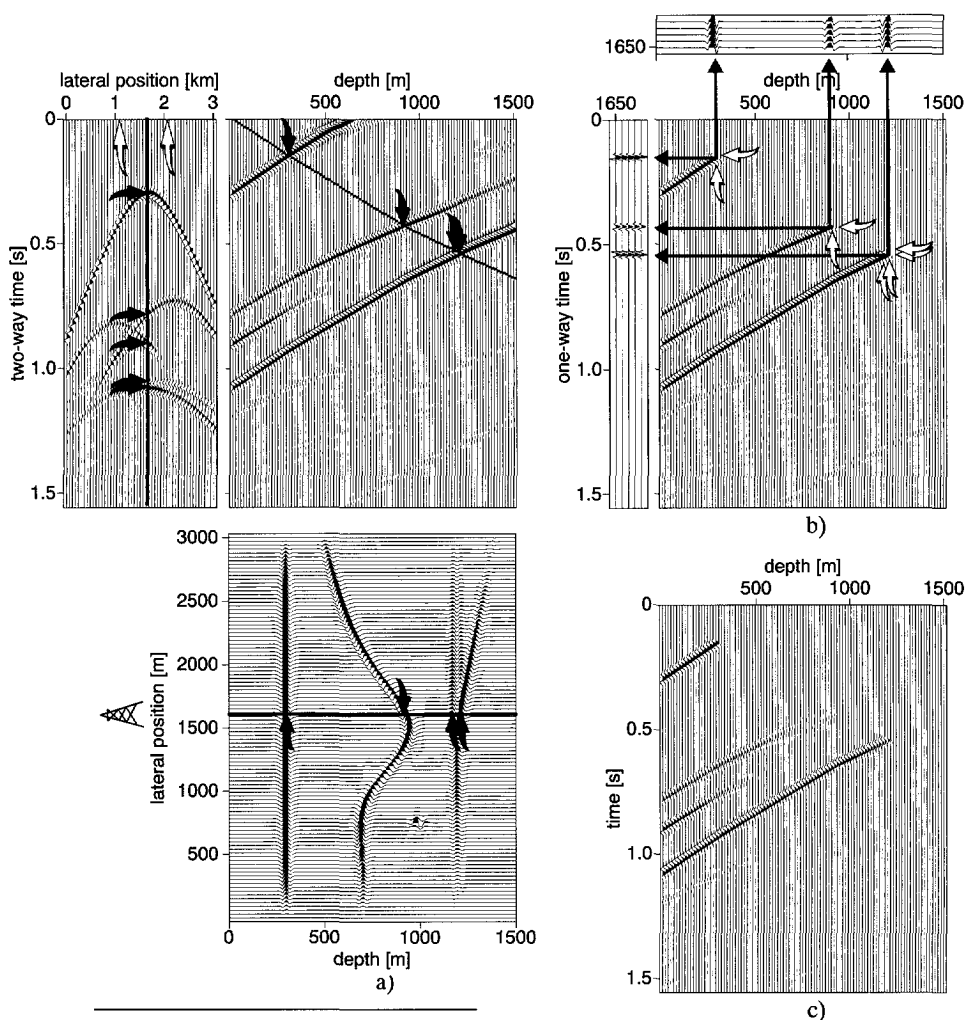 1650
lateral position [km]
depth [m]
depth [m]
0 1 2 3
500 1000 1500
1650
500 1000 1500
0
0.5
1.0
1.5
two-way time [s]
0
0.5
1.0
1.5
one-way time [s]
b)
3000
2500
2000
1500
1000
500
lateral position [m]
0 500 1000 1500
depth [m]
a)
depth [m]
500 1000 1500
0
0.5
1.0
1.5
time [s]
c)